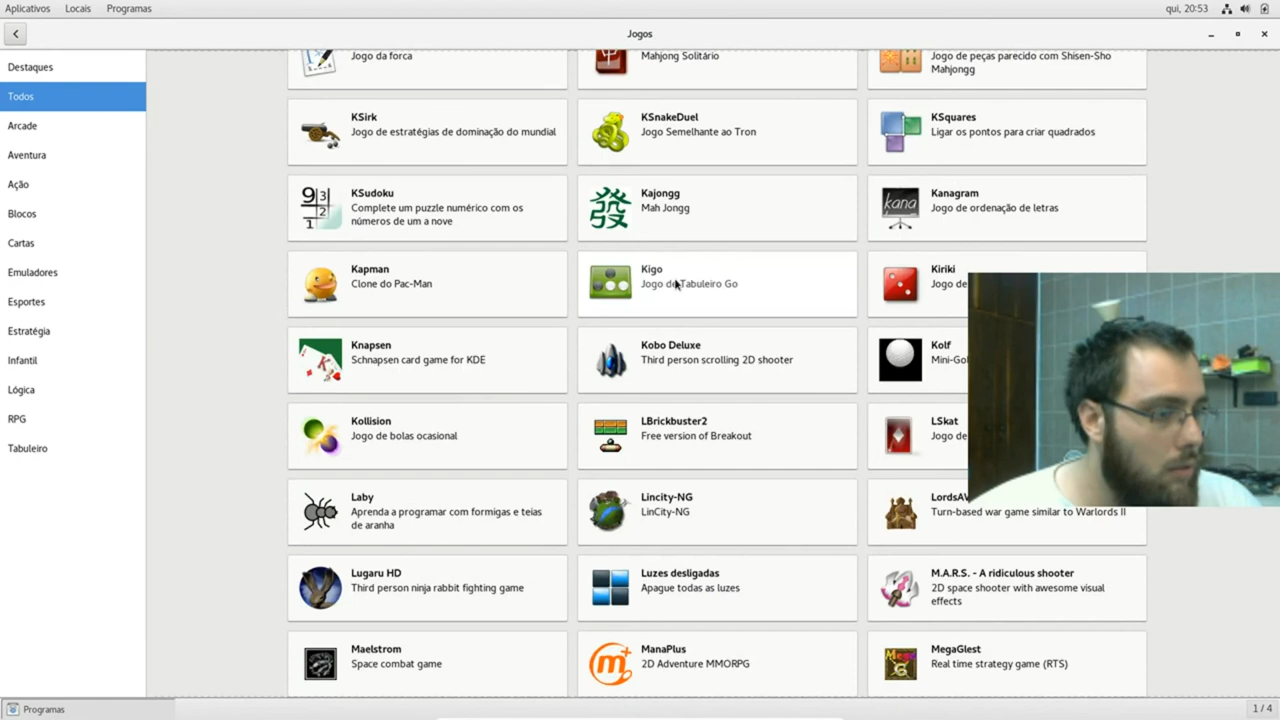 Aplicativos Locais Programas
qui, 20:53
Jogos
Destaques
Todos
Arcade
Aventura
Ação
Blocos
Cartas
Emuladores
Esportes
Estratégia
Infantil
Lógica
RPG
Tabuleiro
Jogo da forca
Mahjong Solitário
Jogo de peças parecido com Shisen-Sho
Mahjongg
KSirk
Jogo de estratégias de dominação do mundial
KSnakeDuel
Jogo Semelhante ao Tron
KSquares
Ligar os pontos para criar quadrados
KSudoku
Complete um puzzle numérico com os
números de um a nove
Kajongg
Mah Jongg
Kanagram
Jogo de ordenação de letras
Kapman
Clone do Pac-Man
Kigo
Jogo de Tabuleiro Go
Kiriki
Jogo de
Knapsen
Schnapsen card game for KDE
Kobo Deluxe
Third person scrolling 2D shooter
Kolf
Mini-Go
Kollision
Jogo de bolas ocasional
LBrickbuster2
Free version of Breakout
LSkat
Jogo de
Laby
Aprenda a programar com formigas e teias
de aranha
Lincity-NG
LinCity-NG
LordsAW
Turn-based war game similar to Warlords II
Lugaru HD
Third person ninja rabbit fighting game
Luzes desligadas
Apague todas as luzes
M.A.R.S. - A ridiculous shooter
2D space shooter with awesome visual
effects
Maelstrom
Space combat game
ManaPlus
2D Adventure MMORPG
MegaGlest
Real time strategy game (RTS)
Programas
1 / 4